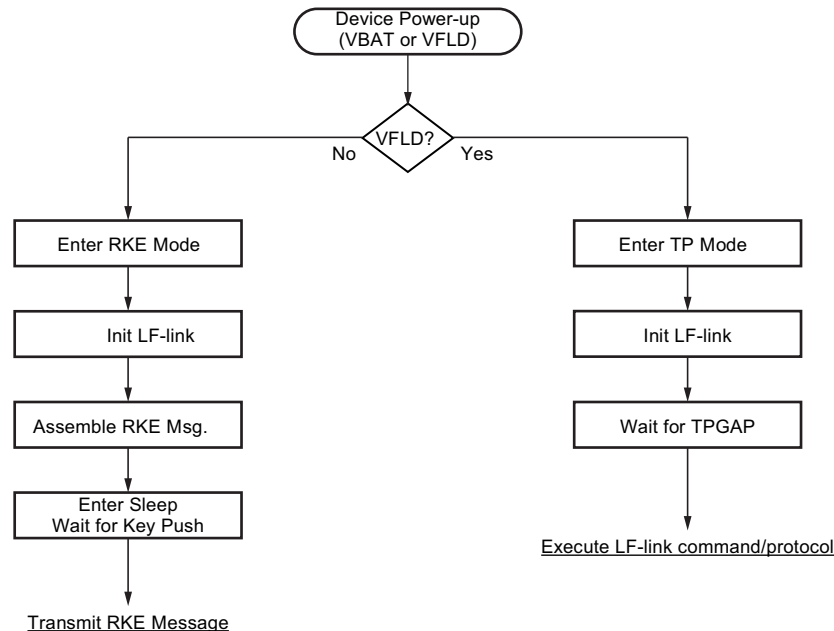 Device Power-up
(VBAT or VFLD)
VFLD?
No
Yes
Enter RKE Mode
Enter TP Mode
Init LF-link
Init LF-link
Assemble RKE Msg.
Wait for TPGAP
Enter Sleep
Wait for Key Push
Execute LF-link command/protocol
Transmit RKE Message